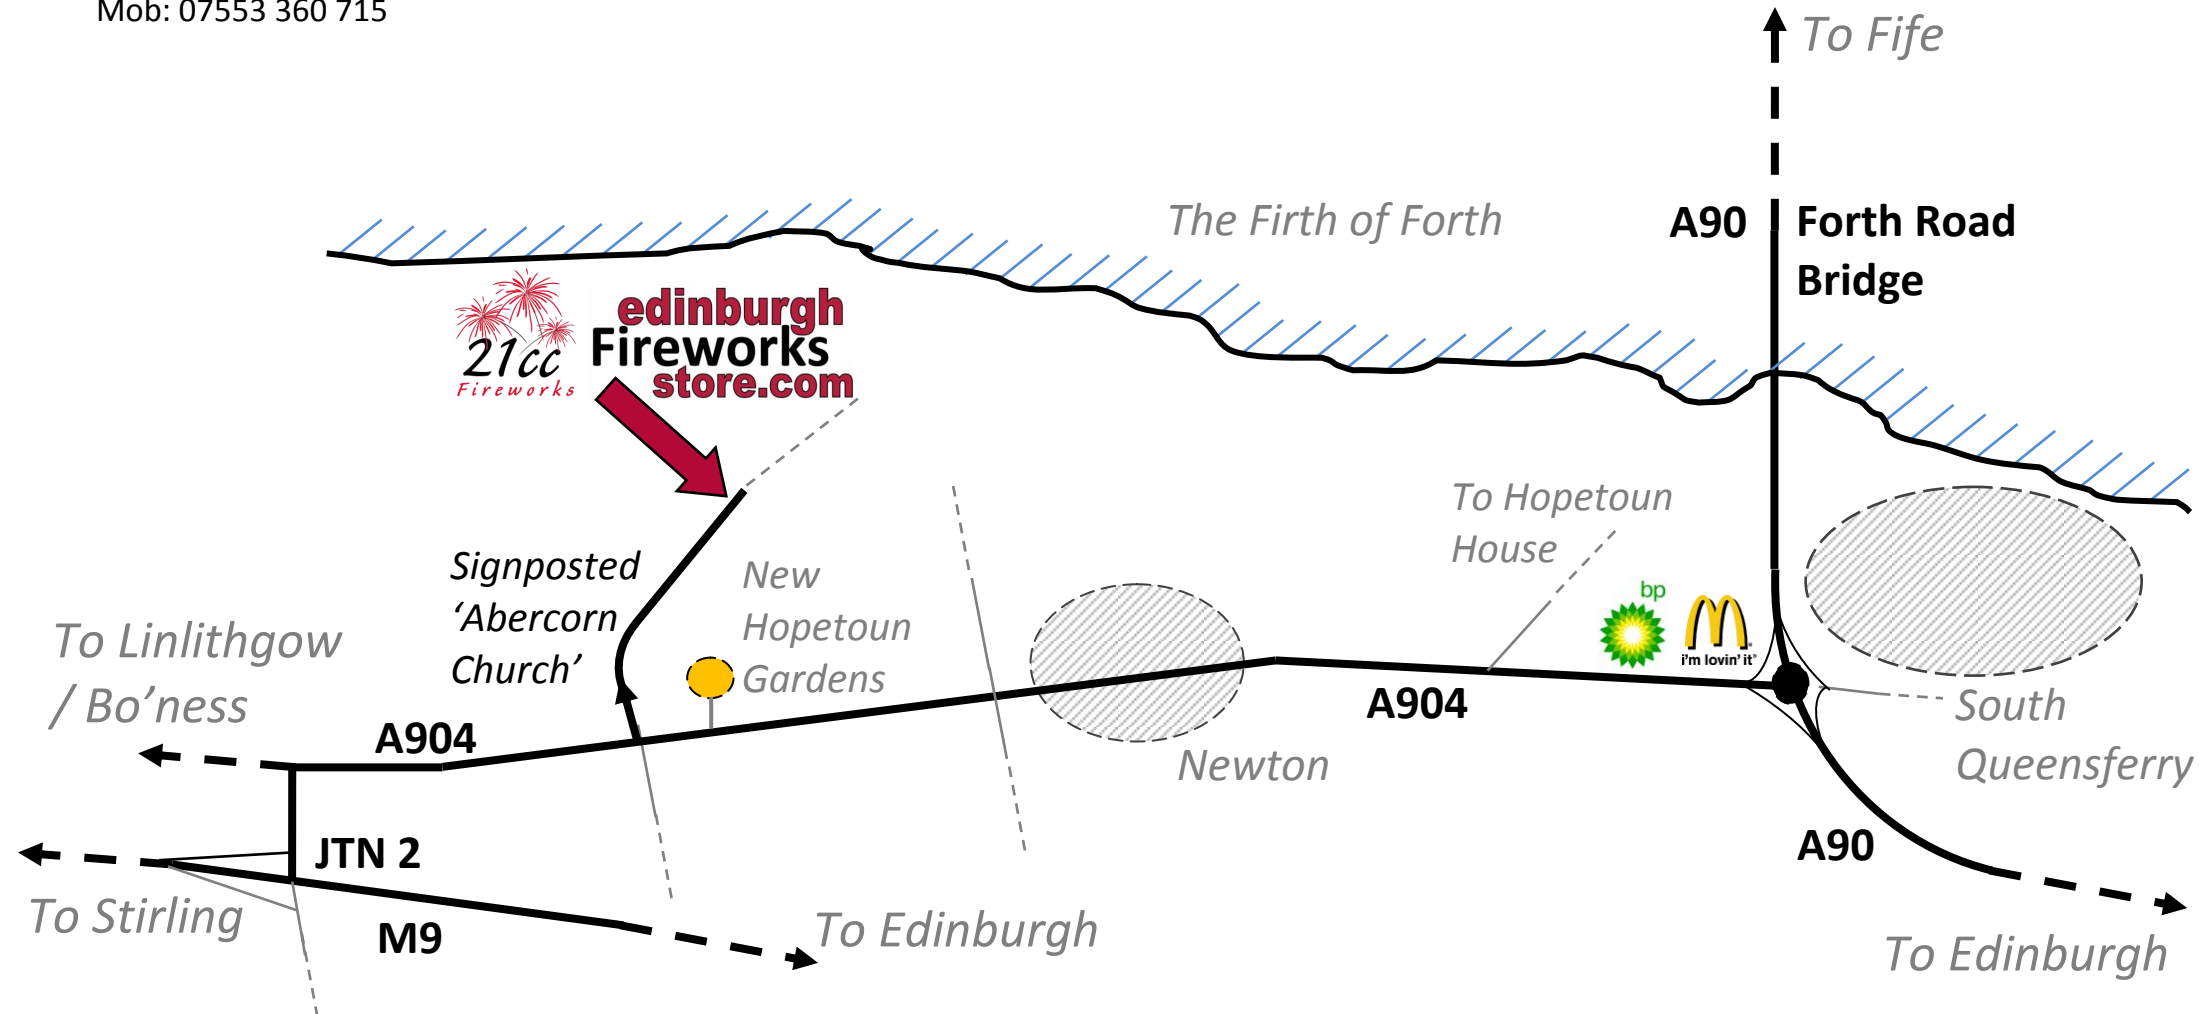 Mob: 07553 360 715
To Fife
The Firth of Forth
A90
Forth Road
Bridge
21cc
Fireworks
edinburgh
Fireworks
store.com
To Hopetoun
House
Signposted
‘Abercorn
Church’
New
Hopetoun
Gardens
bp
i'm lovin' it
To Linlithgow
/ Bo’ness
A904
A904
Newton
South
Queensferry
JTN 2
A90
To Stirling
M9
To Edinburgh
To Edinburgh